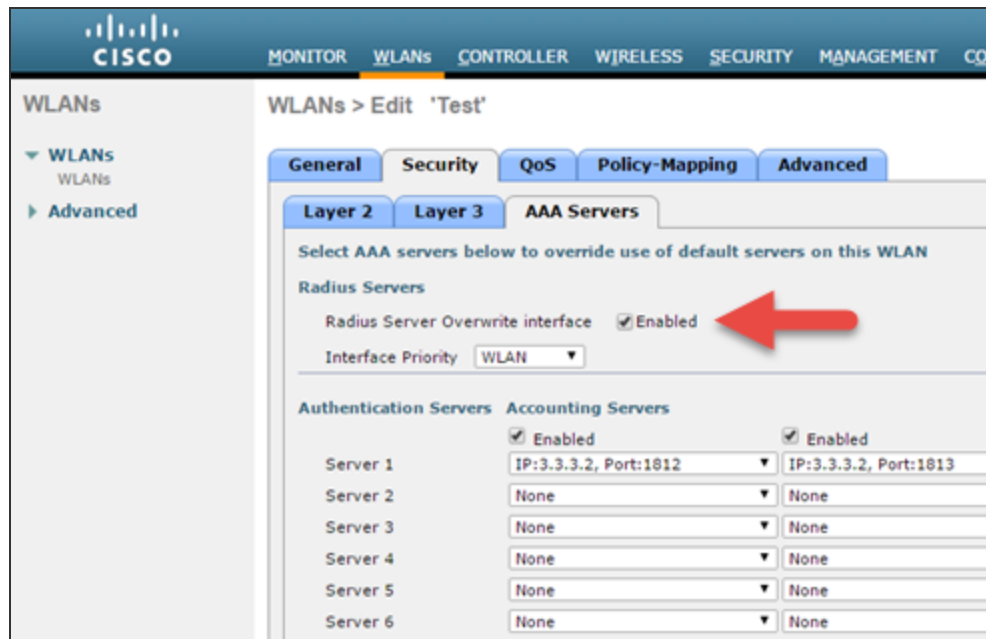 CISCO
MONITOR WLANs CONTROLLER WIRELESS SECURITY MANAGEMENT CO
WLANs
WLANs > Edit 'Test'
WLANs
WLANs
Advanced
General Security QoS Policy-Mapping Advanced
Layer 2 Layer 3 AAA Servers
Select AAA servers below to override use of default servers on this WLAN
Radius Servers
Radius Server Overwrite interface Enabled
Interface Priority WLAN
Authentication Servers Accounting Servers
Enabled Enabled
Server 1 IP:3.3.3.2, Port:1812 IP:3.3.3.2, Port:1813
Server 2 None None
Server 3 None None
Server 4 None None
Server 5 None None
Server 6 None None